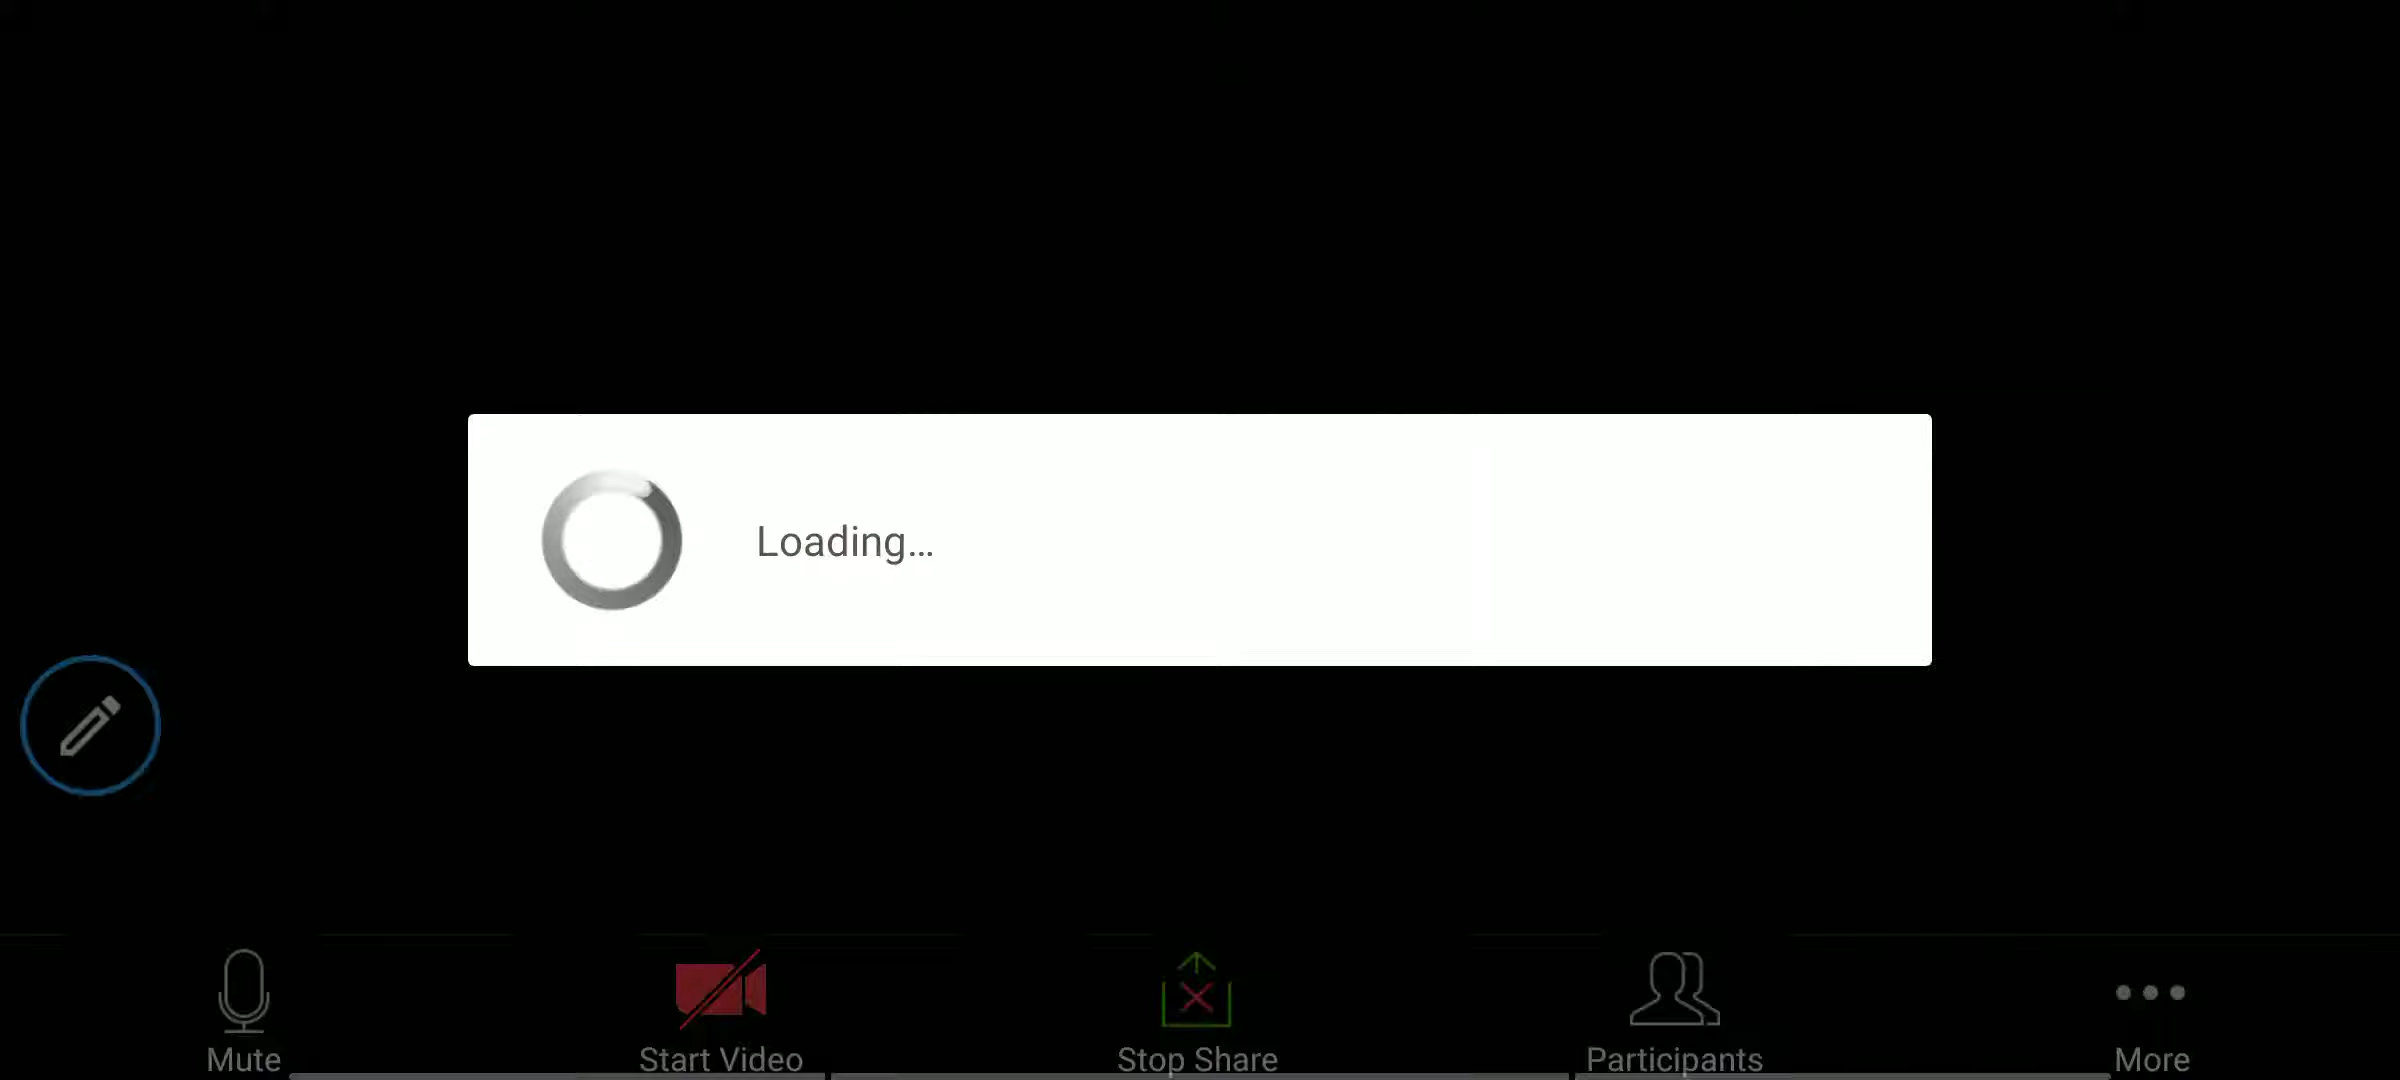 Loading...
Mute
Start Video
Stop Share
Participants
More